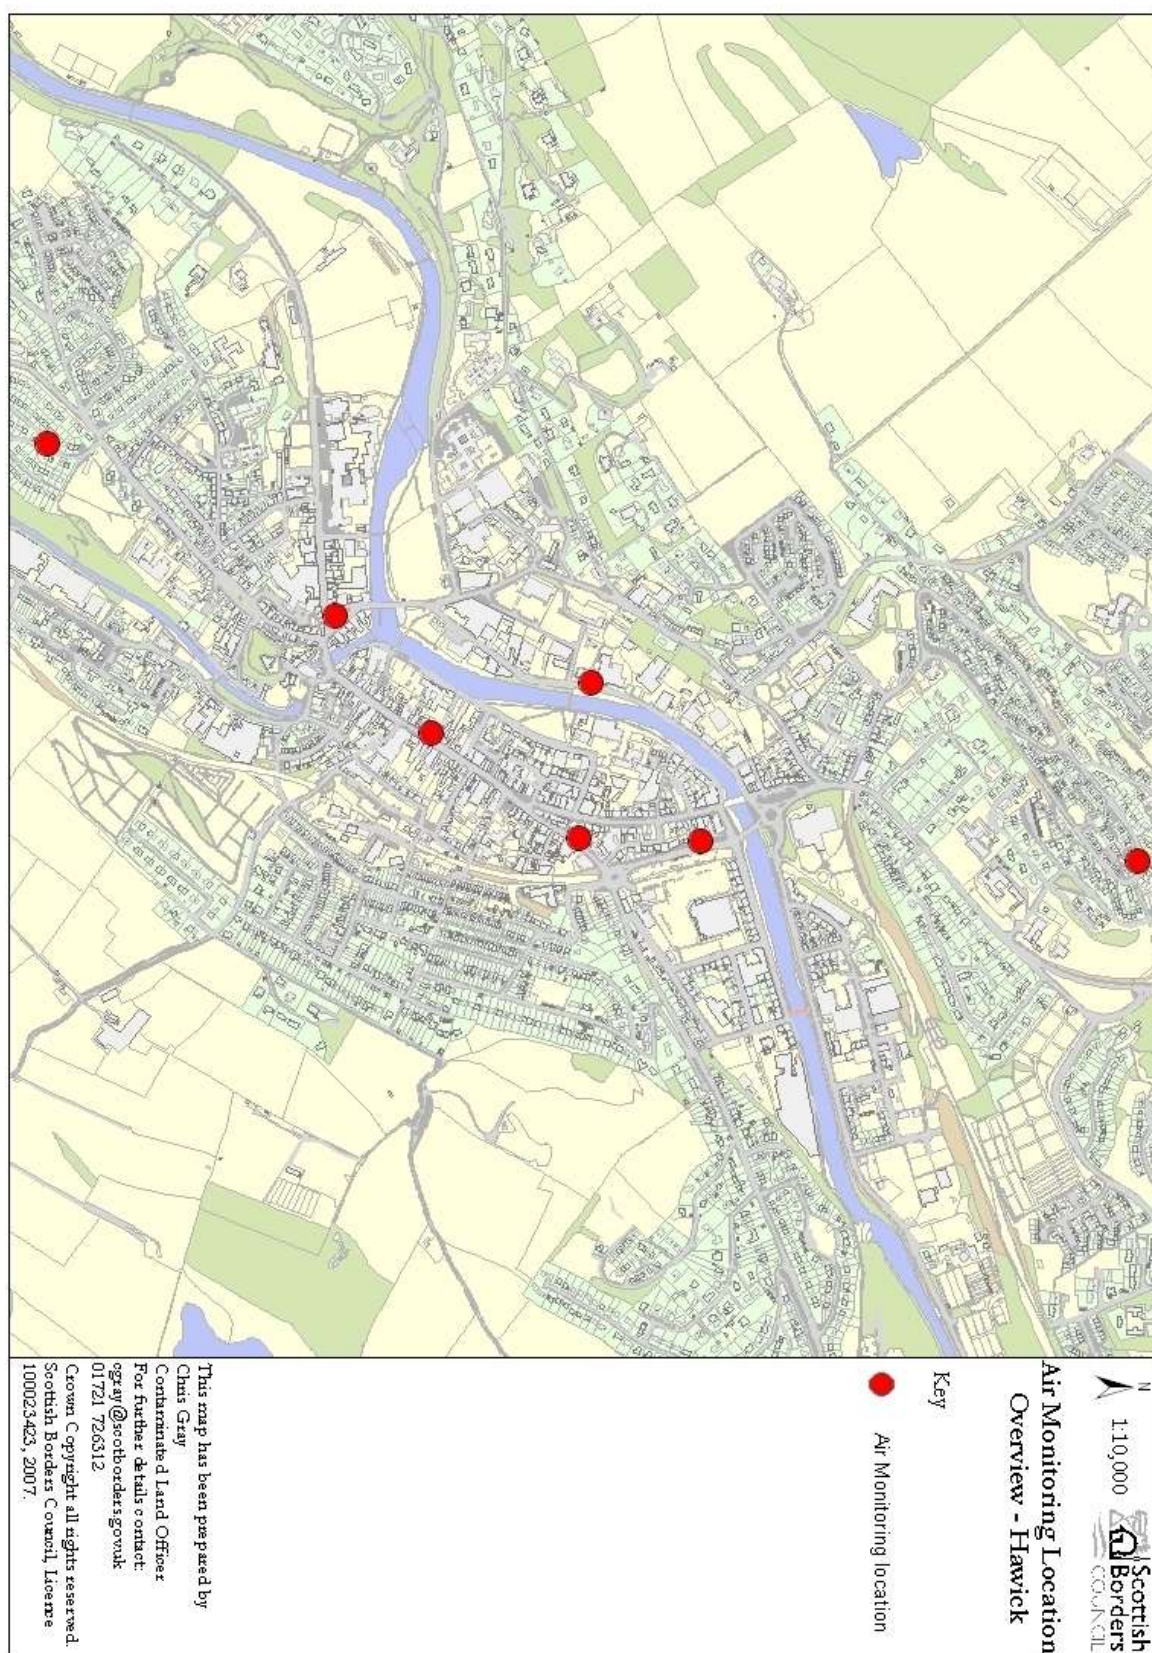 N
1:10,000
Scottish
Borders
COUNCIL
Air Monitoring Location
Overview - Hawick
Key
Air Monitoring location
This map has been prepared by
Chris Gray
Contaminated Land Officer
For further details contact:
cgray@scotborders.gov.uk
01721 726312
Crown Copyright all rights reserved.
Scottish Borders Council, Licence
100023423, 2007.